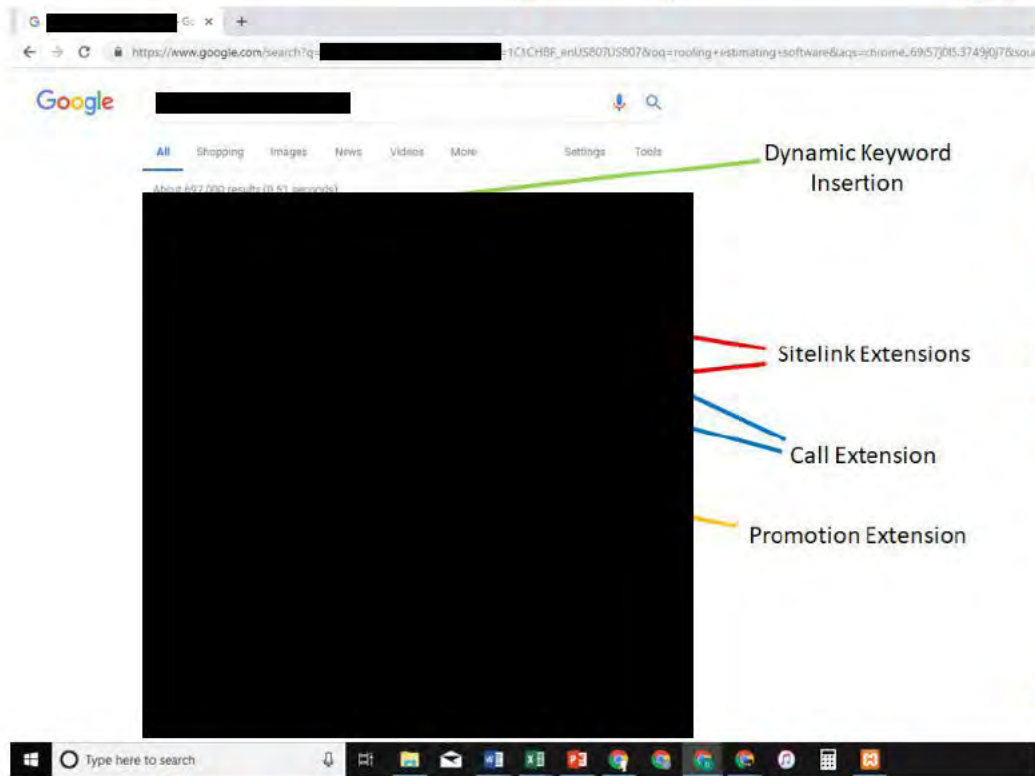 G
Go × +
https://www.google.com/search?q= =1C1CHBF_enUS807US807&oq=roofing+estimating+software&aqs=chrome..69i57j0l5.3749j0j7&sou
Google
All Shopping Images News Videos More Settings Tools
About 697,000 results (0.51 seconds)
Dynamic Keyword
Insertion
Sitelink Extensions
Call Extension
Promotion Extension
Type here to search